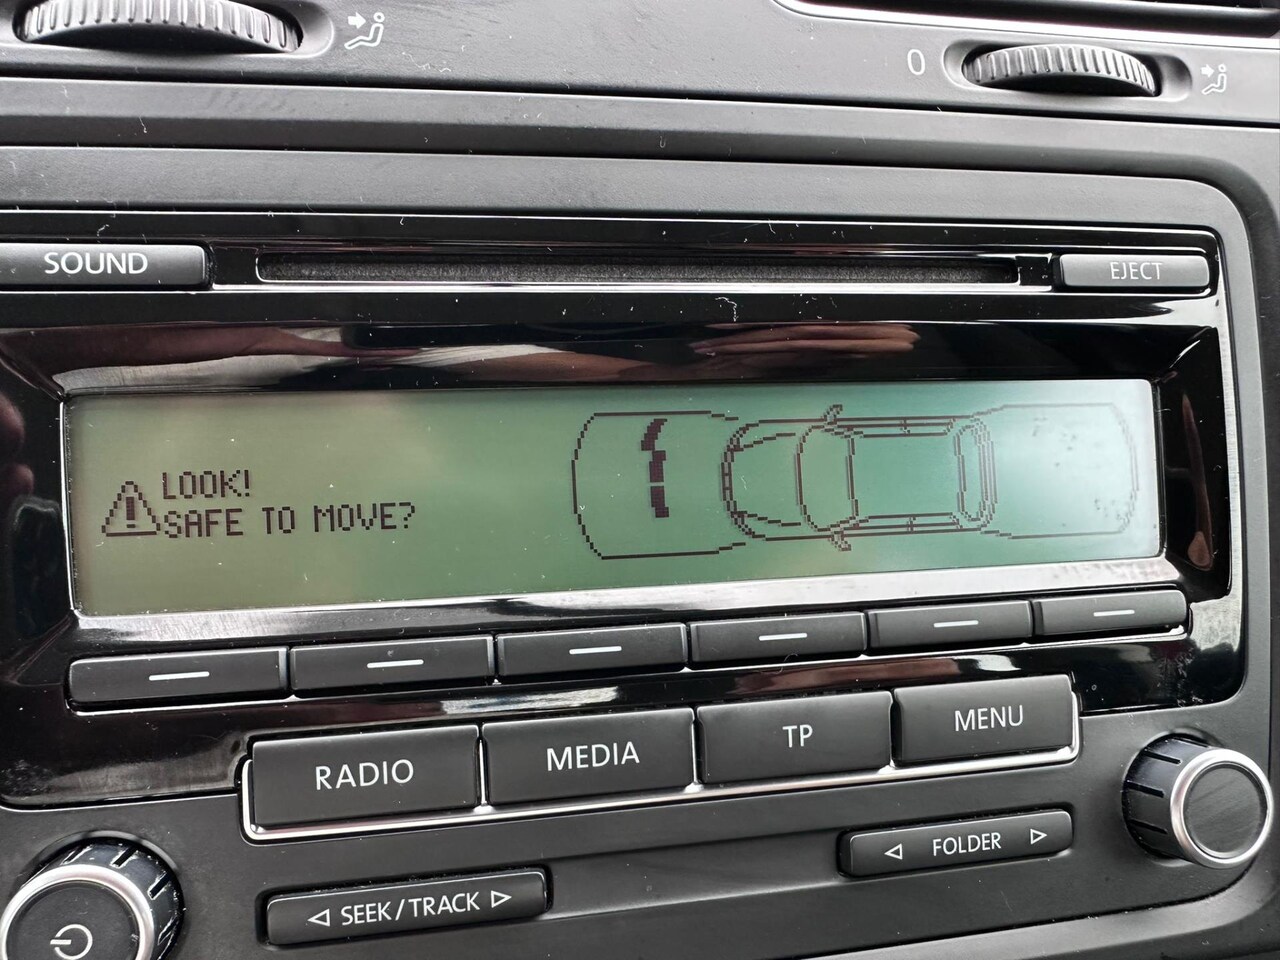 0
SOUND
EJECT
LOOK!
SAFE TO MOVE?
RADIO
MEDIA
TP
MENU
FOLDER
SEEK/TRACK